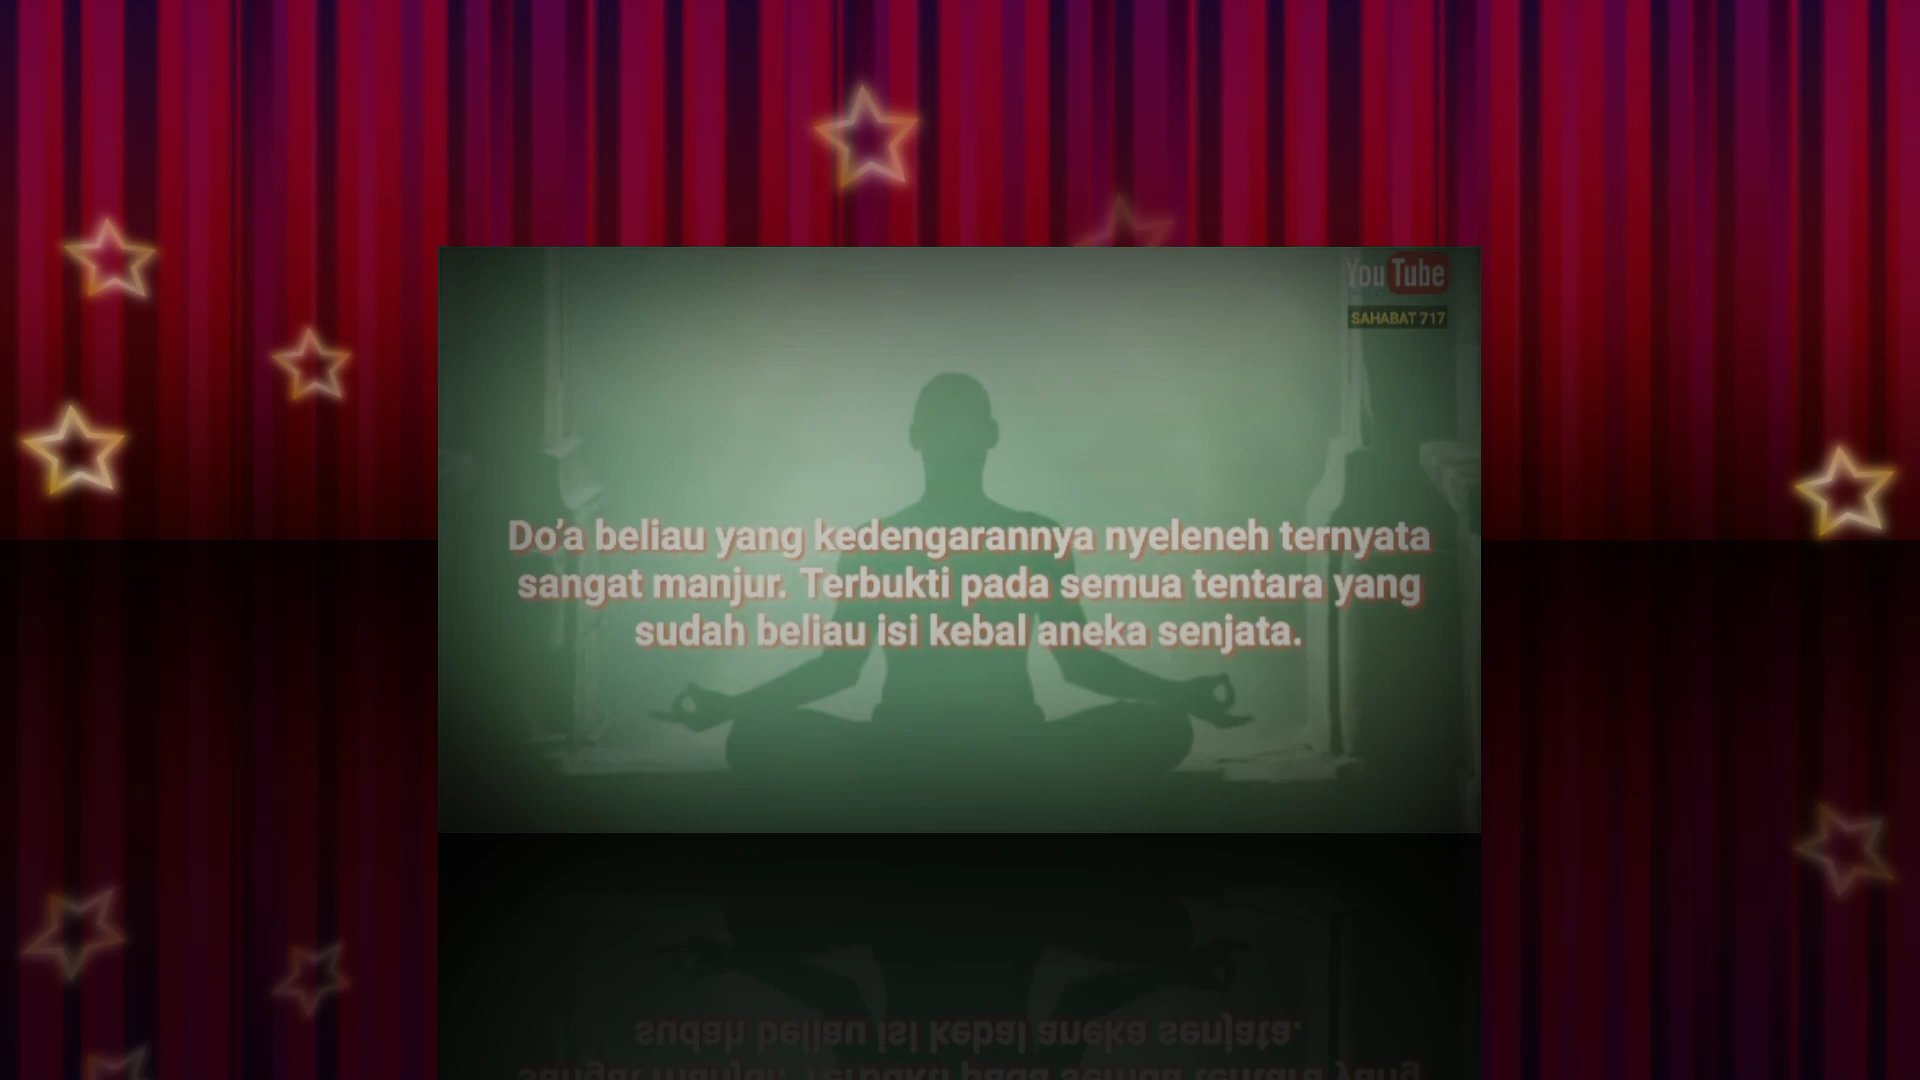 YouTube
SAHABAT 717
Do’a beliau yang kedengarannya nyeleneh ternyata
sangat manjur. Terbukti pada semua tentara yang
sudah beliau isi kebal aneka senjata.